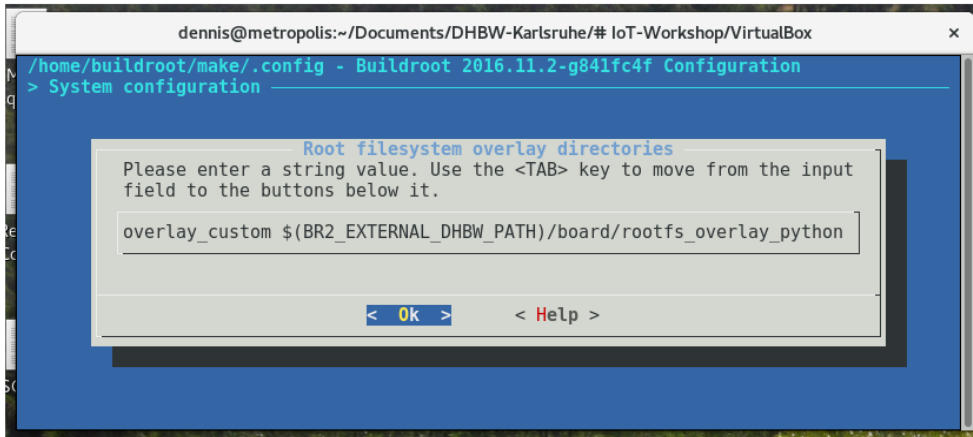 dennis@metropolis:~/Documents/DHBW-Karlsruhe/# IoT-Workshop/VirtualBox
/home/buildroot/make/.config - Buildroot 2016.11.2-g841fc4f Configuration
> System configuration
Root filesystem overlay directories
Please enter a string value. Use the <TAB> key to move from the input
field to the buttons below it.
overlay_custom $(BR2_EXTERNAL_DHBW_PATH)/board/rootfs_overlay_python
< Ok > < Help >